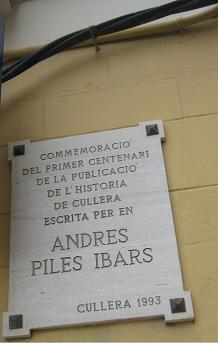 COMMEMORACIÓ
DEL PRIMER CENTENARI
DE LA PUBLICACIÓ
DE L'HISTORIA
DE CULLERA
ESCRITA PER EN
ANDRES
PILES IBARS
CULLERA 1993